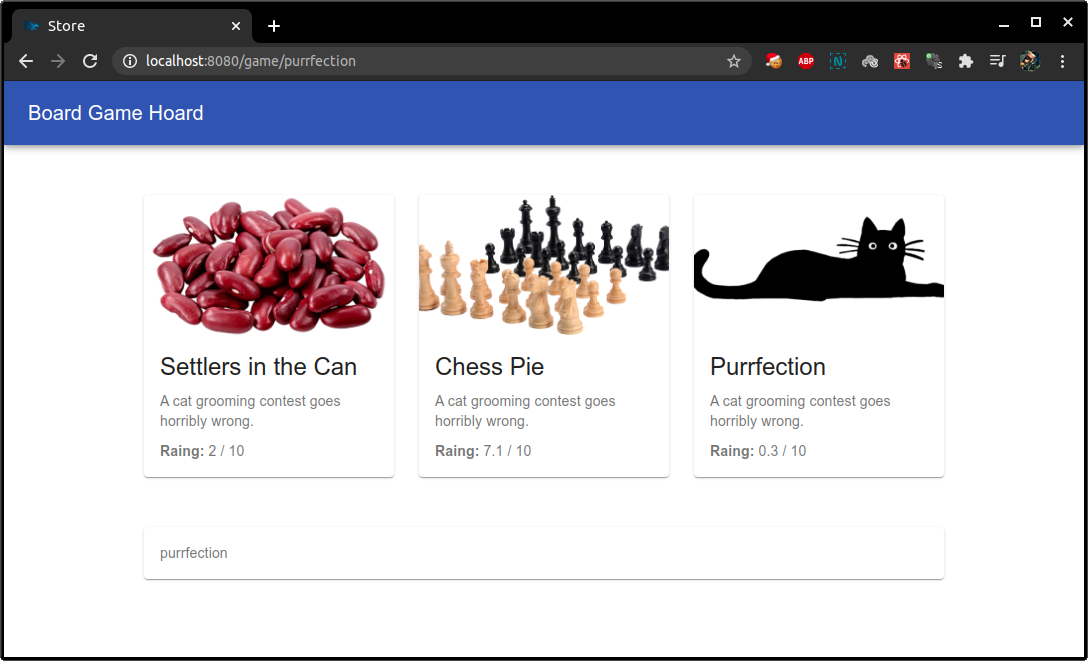 Store
localhost:8080/game/purrfection
ABP
N
S
Board Game Hoard
Settlers in the Can
A cat grooming contest goes
horribly wrong.
Raing: 2 / 10
Chess Pie
A cat grooming contest goes
horribly wrong.
Raing: 7.1 / 10
Purrfection
A cat grooming contest goes
horribly wrong.
Raing: 0.3 / 10
purrfection